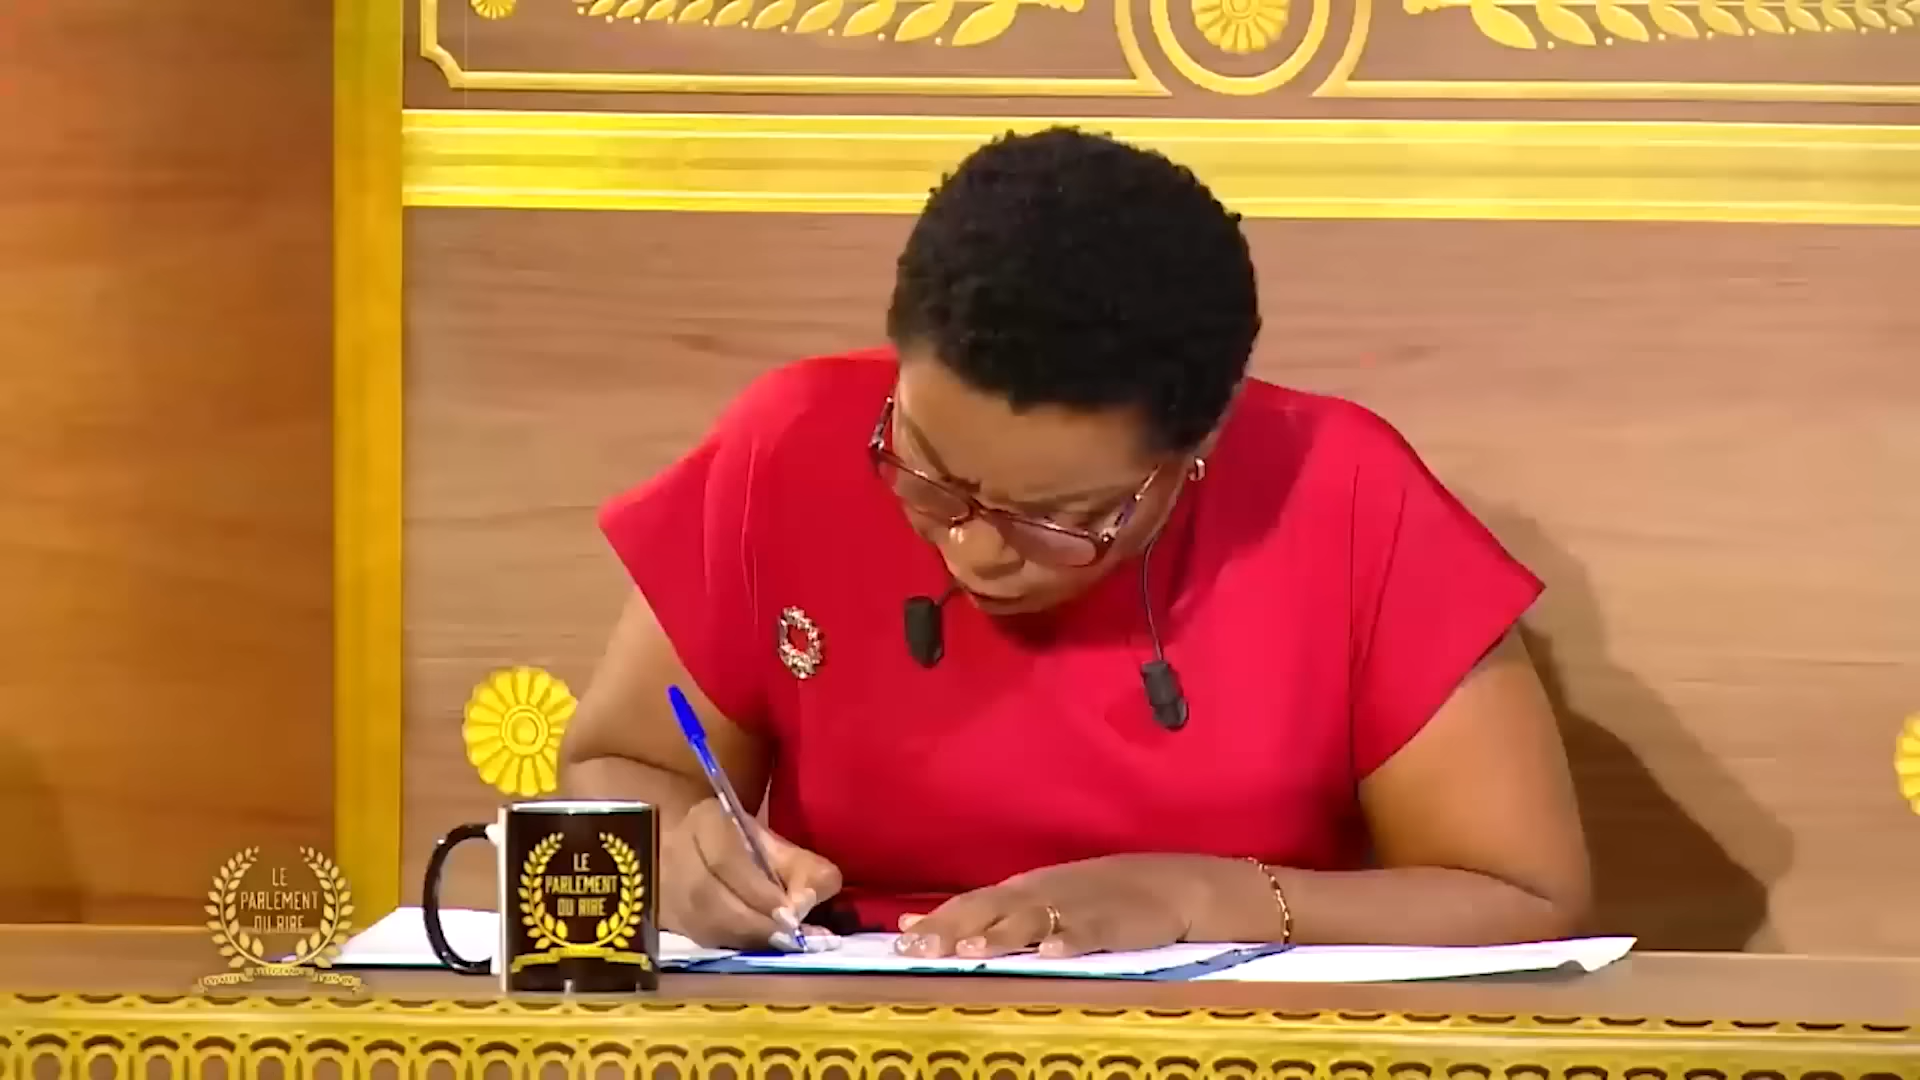 LE
PARLEMENT
DU RIRE
LE
PARLEMENT
DU RIRE